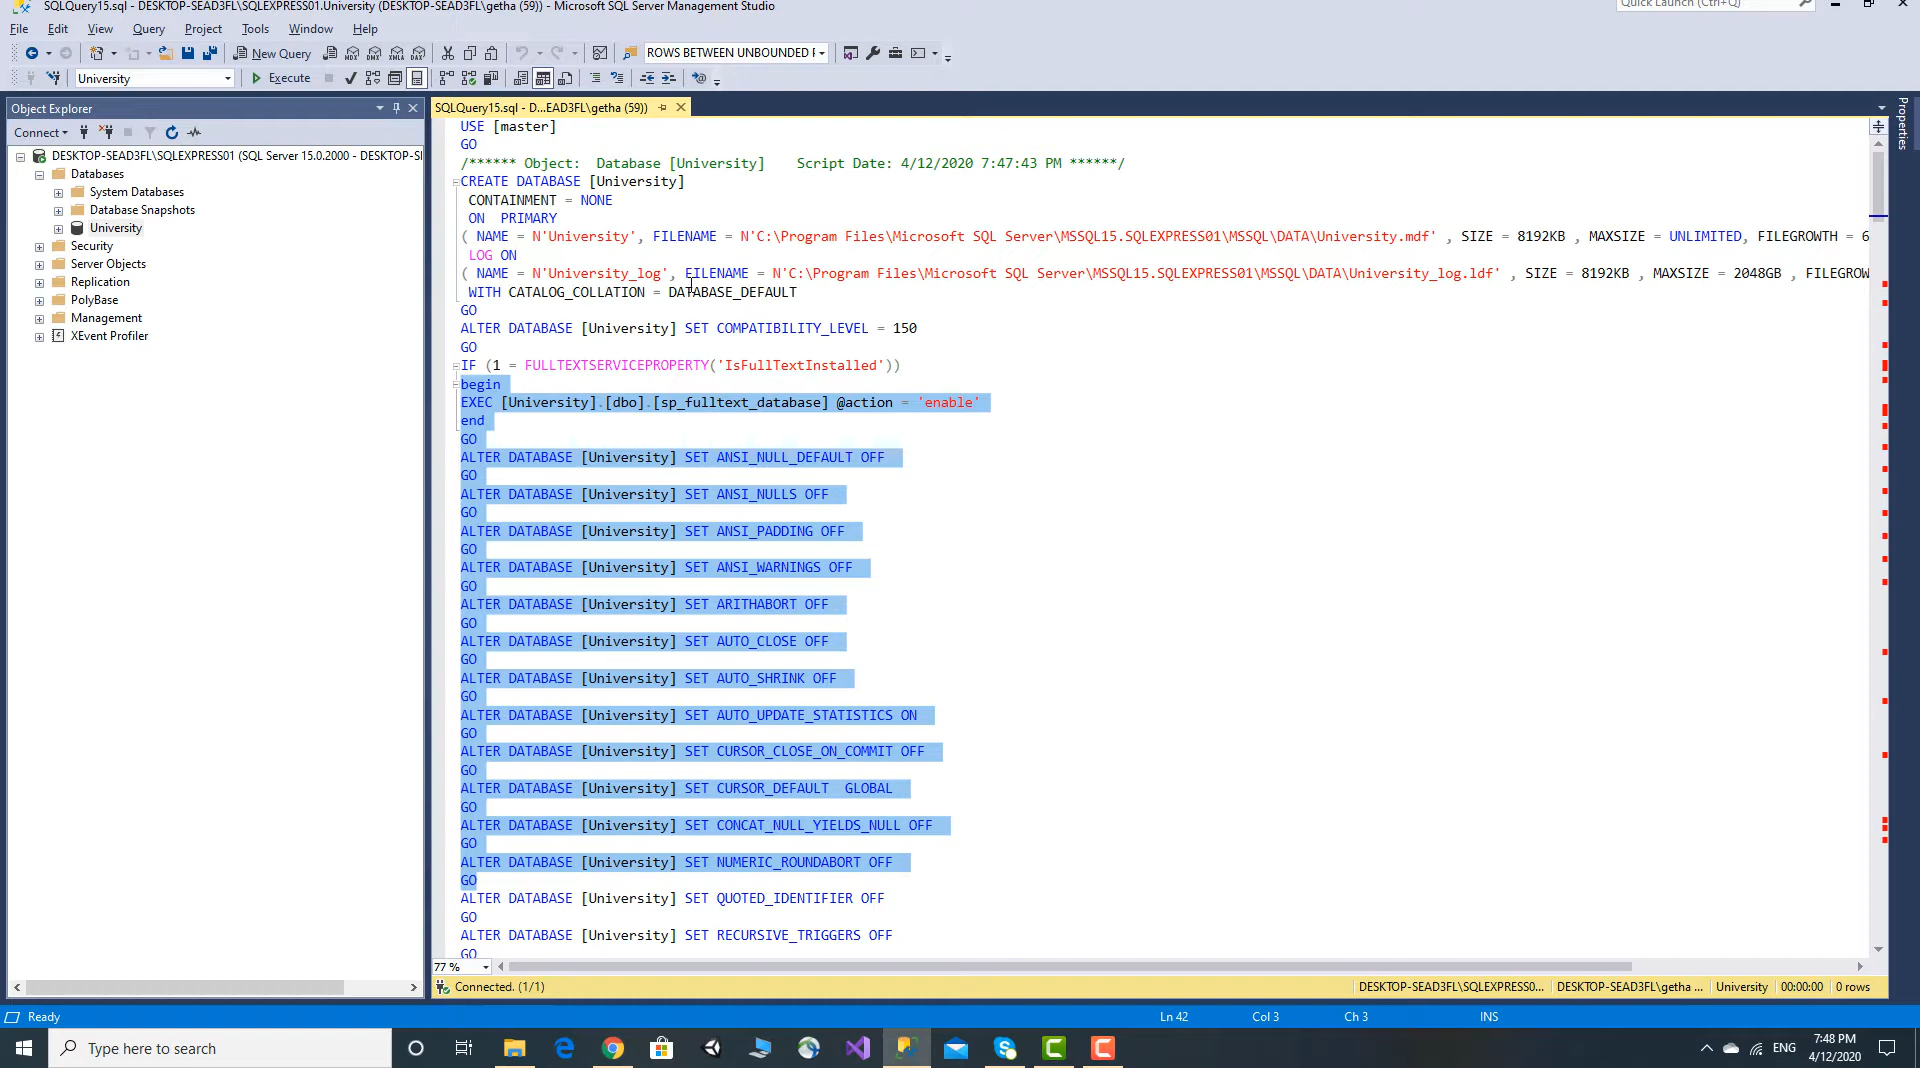 SQLQuery15.sql - DESKTOP-SEAD3FL\SQLEXPRESS01.University (DESKTOP-SEAD3FL\getha (59)) - Microsoft SQL Server Management Studio
Quick Launch (Ctrl+Q)
File Edit View Query Project Tools Window Help
New Query
ROWS BETWEEN UNBOUNDED F
University
Execute
Object Explorer
Connect
DESKTOP-SEAD3FL\SQLEXPRESS01 (SQL Server 15.0.2000 - DESKTOP-S
Databases
System Databases
Database Snapshots
University
Security
Server Objects
Replication
PolyBase
Management
XEvent Profiler
SQLQuery15.sql - D...EAD3FL\getha (59))
USE [master]
GO
/****** Object:  Database [University]    Script Date: 4/12/2020 7:47:43 PM ******/
CREATE DATABASE [University]
CONTAINMENT = NONE
ON  PRIMARY
( NAME = N'University', FILENAME = N'C:\Program Files\Microsoft SQL Server\MSSQL15.SQLEXPRESS01\MSSQL\DATA\University.mdf' , SIZE = 8192KB , MAXSIZE = UNLIMITED, FILEGROWTH = 6
LOG ON
( NAME = N'University_log', FILENAME = N'C:\Program Files\Microsoft SQL Server\MSSQL15.SQLEXPRESS01\MSSQL\DATA\University_log.ldf' , SIZE = 8192KB , MAXSIZE = 2048GB , FILEGROW
WITH CATALOG_COLLATION = DATABASE_DEFAULT
GO
ALTER DATABASE [University] SET COMPATIBILITY_LEVEL = 150
GO
IF (1 = FULLTEXTSERVICEPROPERTY('IsFullTextInstalled'))
begin
EXEC [University].[dbo].[sp_fulltext_database] @action = 'enable'
end
GO
ALTER DATABASE [University] SET ANSI_NULL_DEFAULT OFF
GO
ALTER DATABASE [University] SET ANSI_NULLS OFF
GO
ALTER DATABASE [University] SET ANSI_PADDING OFF
GO
ALTER DATABASE [University] SET ANSI_WARNINGS OFF
GO
ALTER DATABASE [University] SET ARITHABORT OFF
GO
ALTER DATABASE [University] SET AUTO_CLOSE OFF
GO
ALTER DATABASE [University] SET AUTO_SHRINK OFF
GO
ALTER DATABASE [University] SET AUTO_UPDATE_STATISTICS ON
GO
ALTER DATABASE [University] SET CURSOR_CLOSE_ON_COMMIT OFF
GO
ALTER DATABASE [University] SET CURSOR_DEFAULT  GLOBAL
GO
ALTER DATABASE [University] SET CONCAT_NULL_YIELDS_NULL OFF
GO
ALTER DATABASE [University] SET NUMERIC_ROUNDABORT OFF
GO
ALTER DATABASE [University] SET QUOTED_IDENTIFIER OFF
GO
ALTER DATABASE [University] SET RECURSIVE_TRIGGERS OFF
GO
Properties
77 %
Connected. (1/1)
DESKTOP-SEAD3FL\SQLEXPRESS0... DESKTOP-SEAD3FL\getha ... University 00:00:00 0 rows
Ready
Ln 42 Col 3 Ch 3 INS
Type here to search
ENG
7:48 PM
4/12/2020